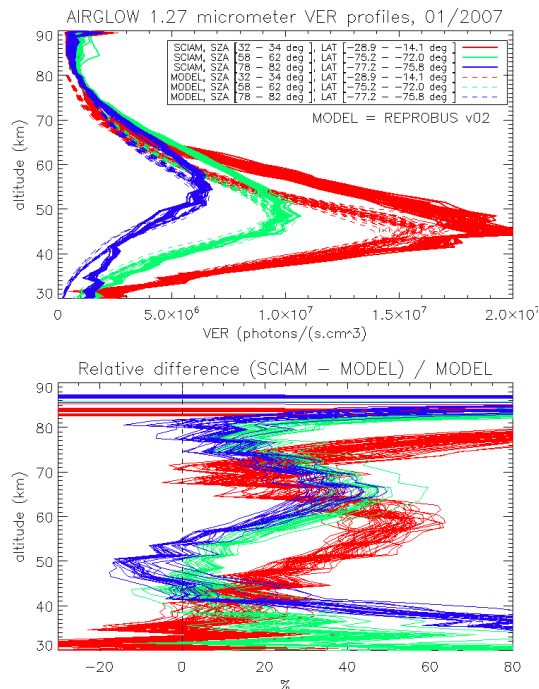 AIRGLOW 1.27 micrometer VER profiles, 01/2007
90
80
70
60
50
40
30
altitude (km)
SCIAM, SZA [32 - 34 deg ], LAT [-28.9 - -14.1 deg ]
SCIAM, SZA [58 - 62 deg ], LAT [-75.2 - -72.0 deg ]
SCIAM, SZA [78 - 82 deg ], LAT [-77.2 - -75.8 deg ]
MODEL, SZA [32 - 34 deg ], LAT [-28.9 - -14.1 deg ]
MODEL, SZA [58 - 62 deg ], LAT [-75.2 - -72.0 deg ]
MODEL, SZA [78 - 82 deg ], LAT [-77.2 - -75.8 deg ]
MODEL = REPROBUS v02
0 5.0×10⁶ 1.0×10⁷ 1.5×10⁷ 2.0×10⁷
VER (photons/(s.cm^3)
Relative difference (SCIAM - MODEL) / MODEL
90
80
70
60
50
40
30
altitude (km)
-20 0 20 40 60 80
%